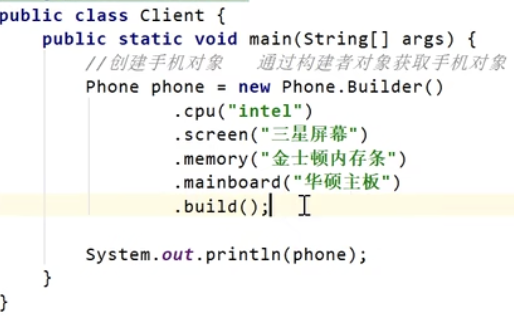 public class Client {
    public static void main(String[] args) {
        //创建手机对象   通过构建者对象获取手机对象
        Phone phone = new Phone.Builder()
                .cpu("intel")
                .screen("三星屏幕")
                .memory("金士顿内存条")
                .mainboard("华硕主板")
                .build();

        System.out.println(phone);
    }
}